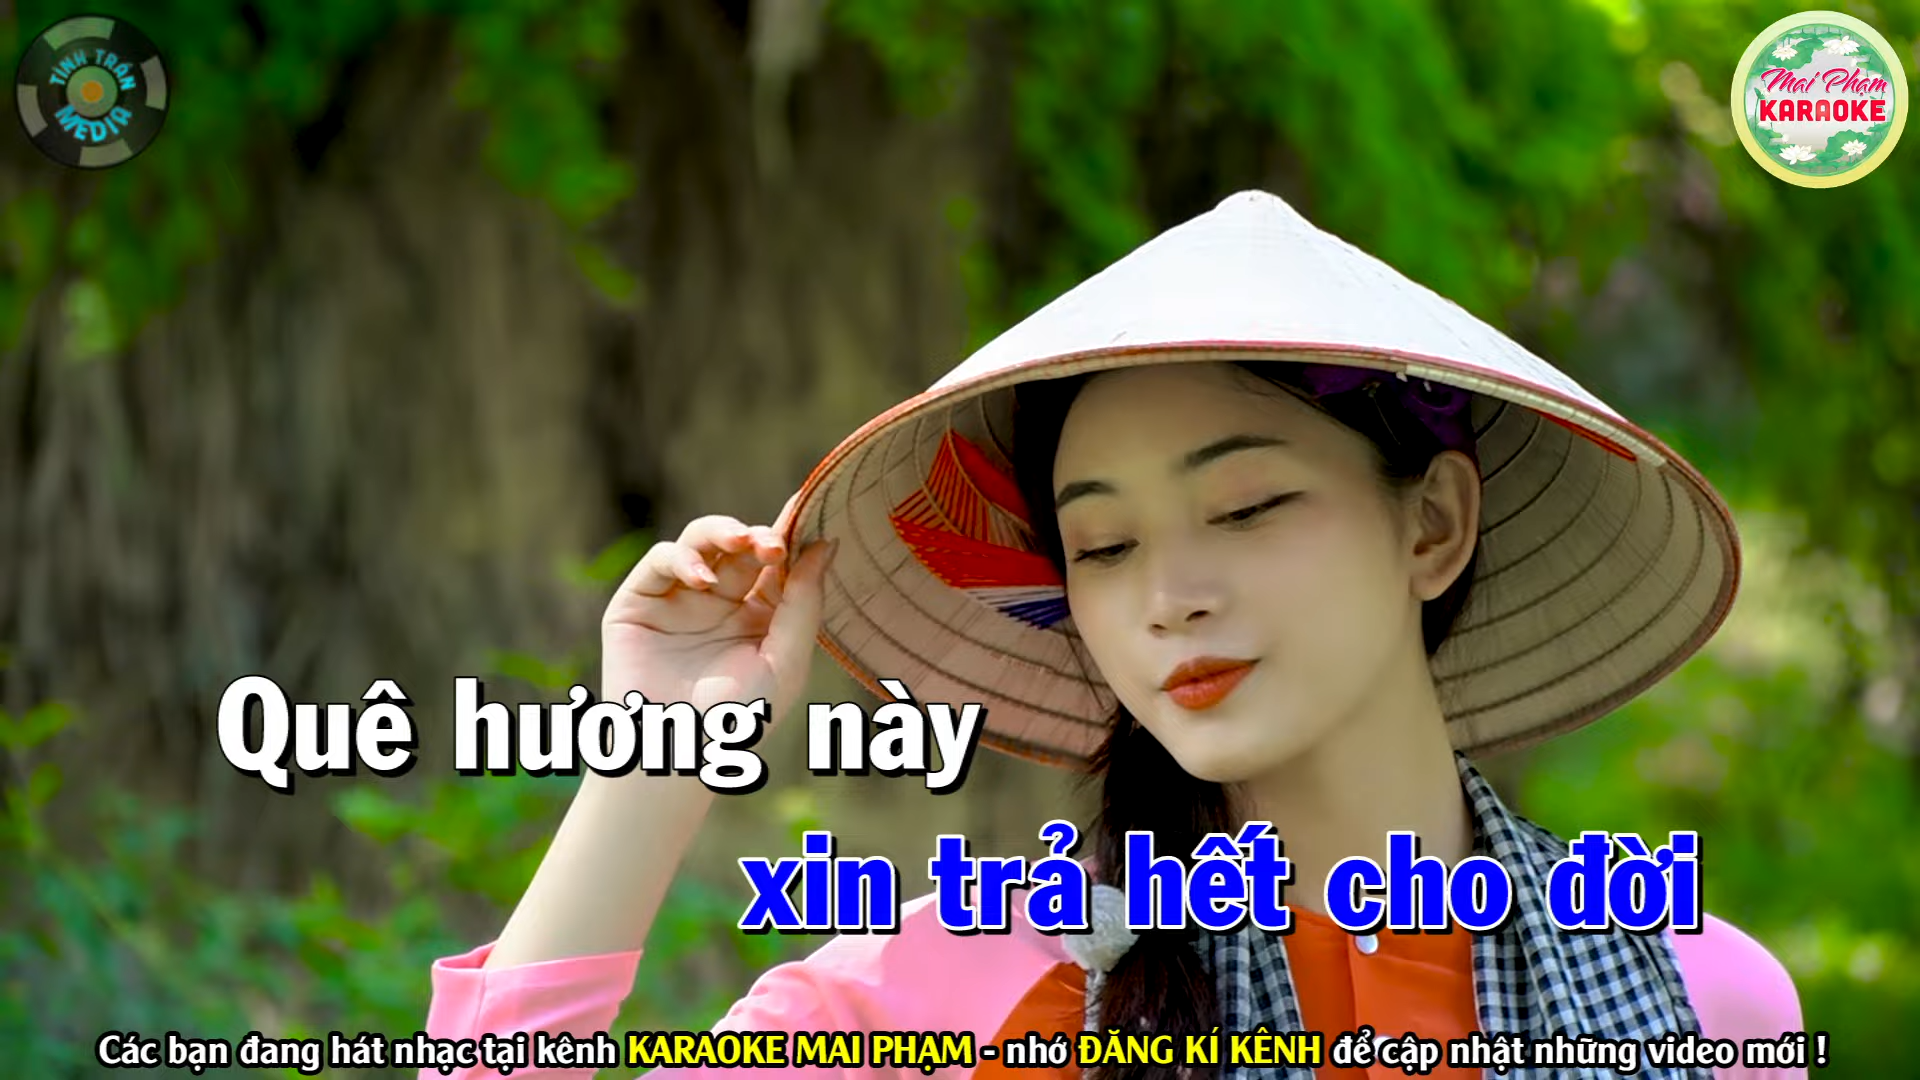 TÌNH TRẦN
MEDIA
Mai Phạm
KARAOKE
Quê hương này
xin trả hết cho đời
Các bạn đang hát nhạc tại kênh KARAOKE MAI PHẠM - nhớ ĐĂNG KÍ KÊNH để cập nhật những video mới !